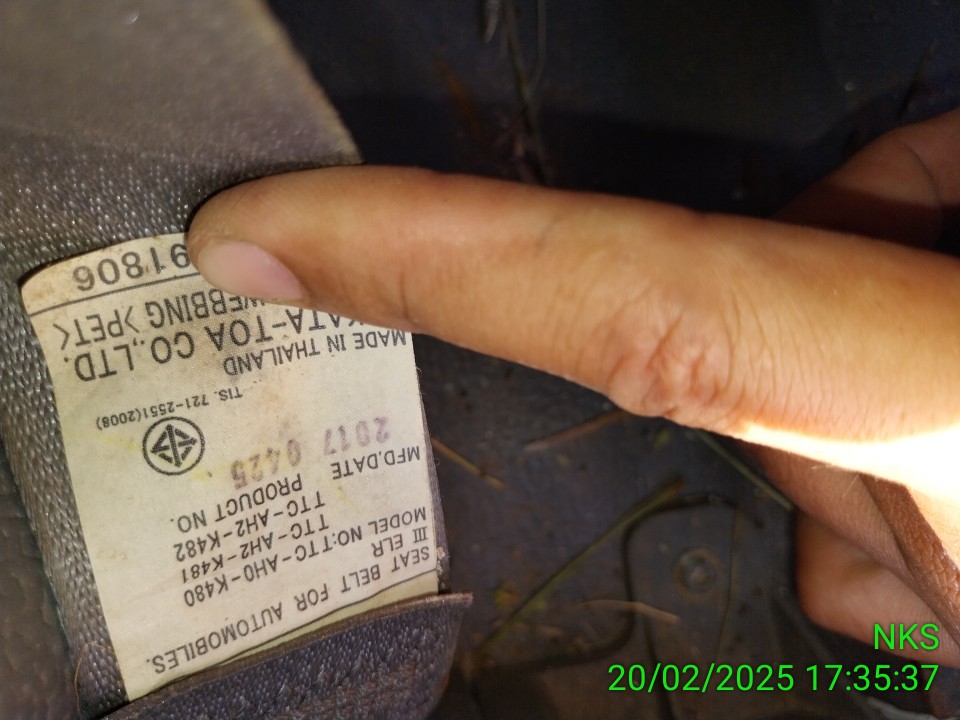 SEAT BELT FOR AUTOMOBILES.
III ELR
MODEL NO:TTC-AH0-K480
TTC-AH2-K481
TTC-AH2-K482
PRODUCT NO.
MFD.DATE
2017 0425
TIS. 721-2551(2008)
MADE IN THAILAND
KATA-TOA CO.,LTD.
WEBBING >PET<
91806
NKS
20/02/2025 17:35:37